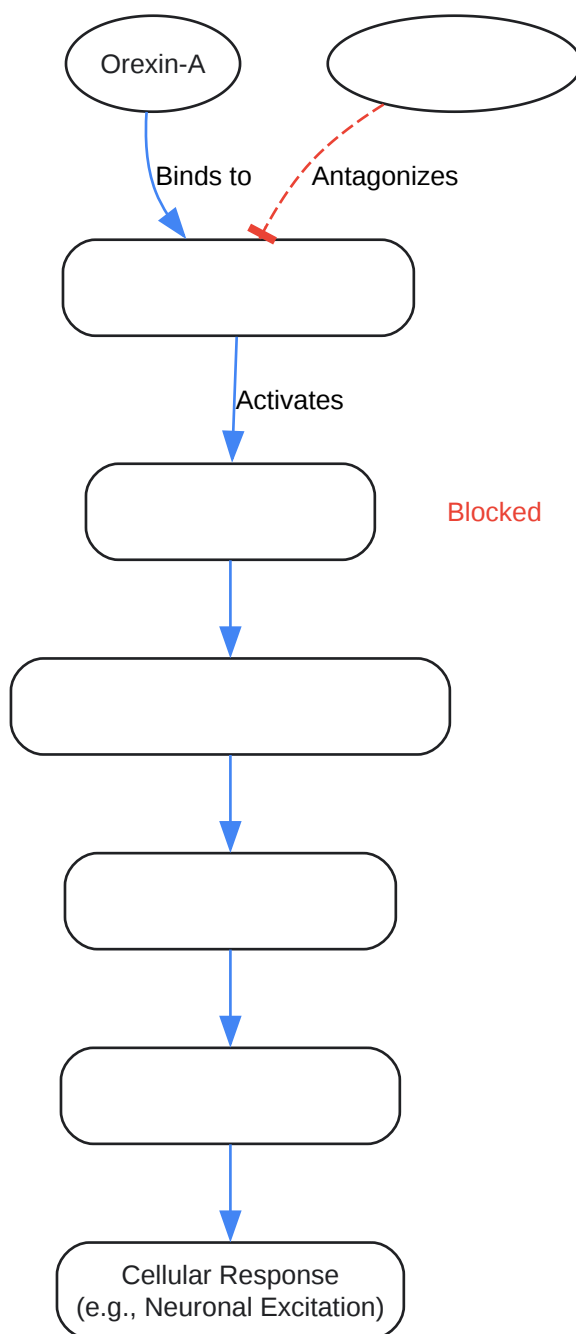 Orexin-A
Binds to
Antagonizes
Activates
Blocked
Cellular Response
(e.g., Neuronal Excitation)